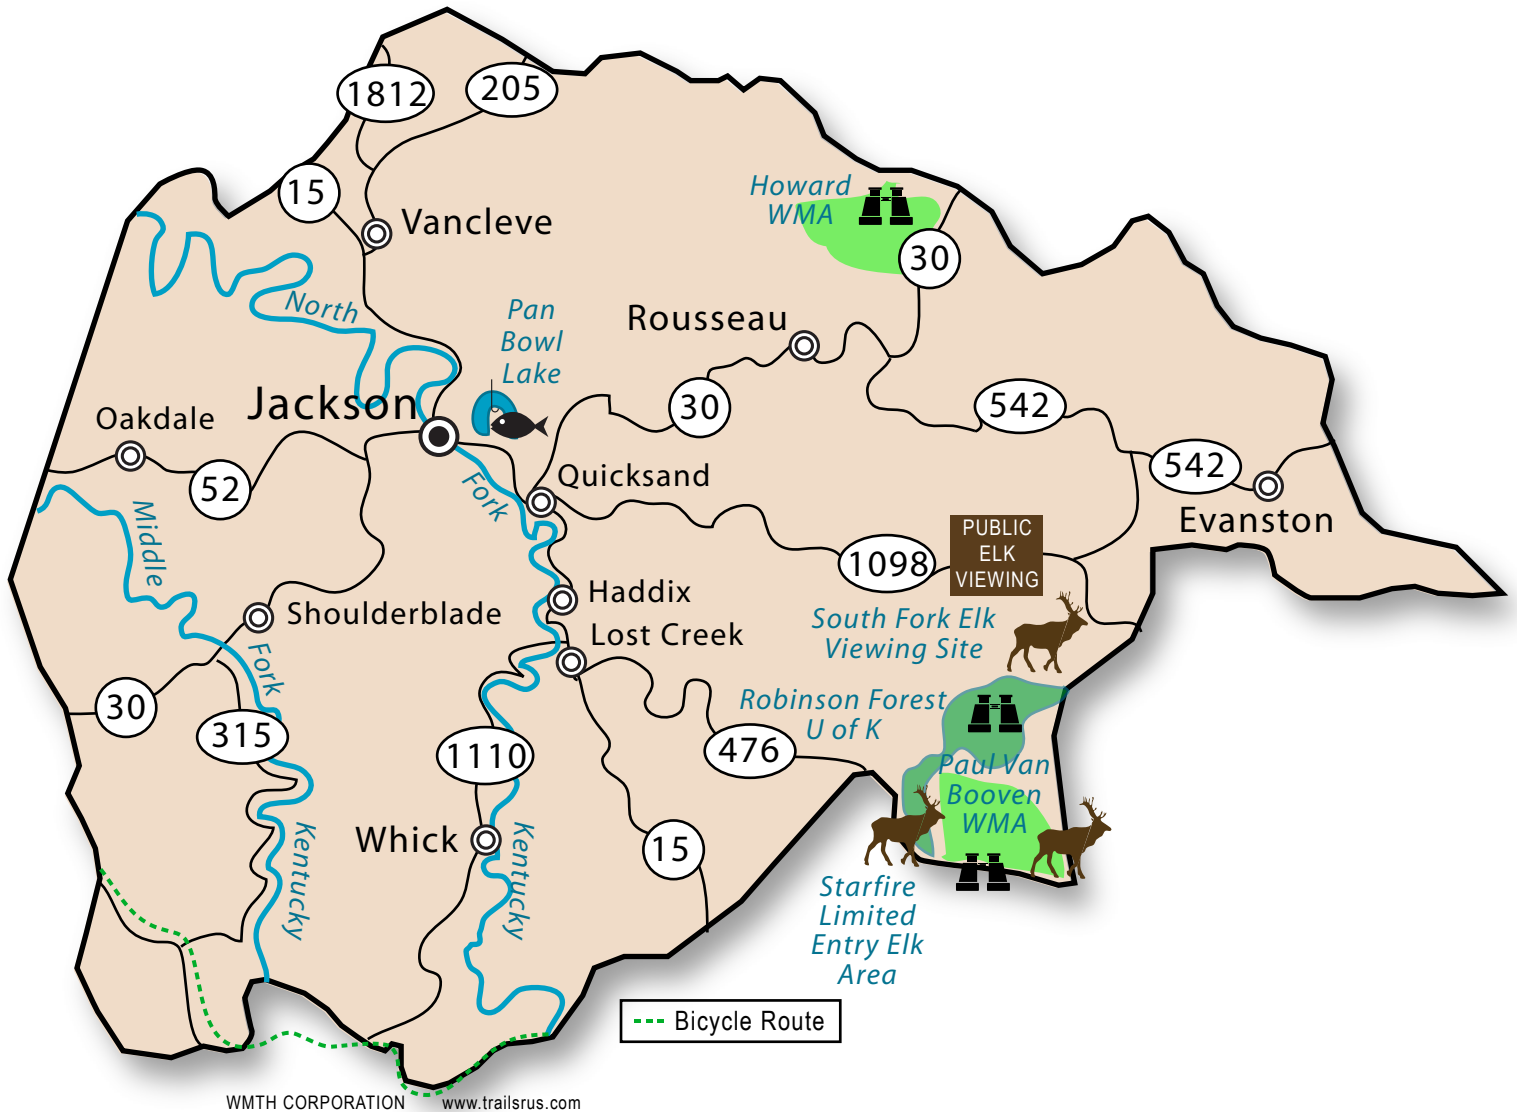 1812
205
15
Vancleve
Howard
WMA
30
North
Pan
Bowl
Lake
Rousseau
Jackson
30
542
Oakdale
52
Quicksand
Fork
542
Evanston
Middle
1098
PUBLIC
ELK
VIEWING
Shoulderblade
Haddix
South Fork Elk
Viewing Site
Lost Creek
Fork
30
315
1110
476
Robinson Forest
U of K
Paul Van
Booven
WMA
Whick
15
Kentucky
Kentucky
Starfire
Limited
Entry Elk
Area
Bicycle Route
WMTH CORPORATION www.trailsrus.com